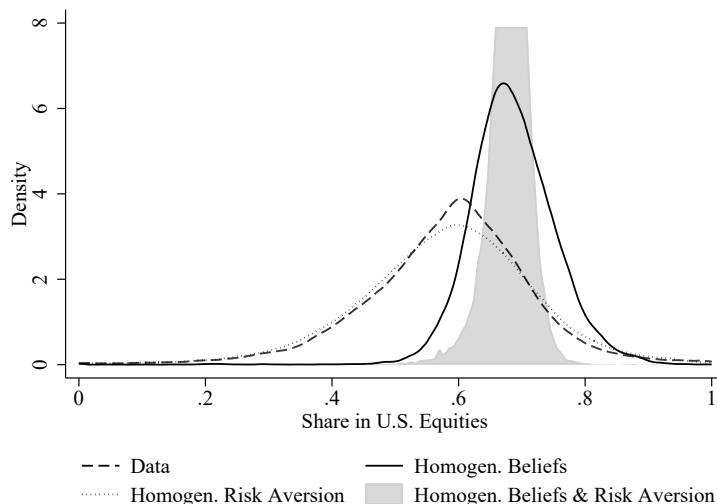 8
6
4
2
0
Density
0
.2
.4
.6
.8
1
Share in U.S. Equities
Data
Homogen. Beliefs
Homogen. Risk Aversion
Homogen. Beliefs & Risk Aversion